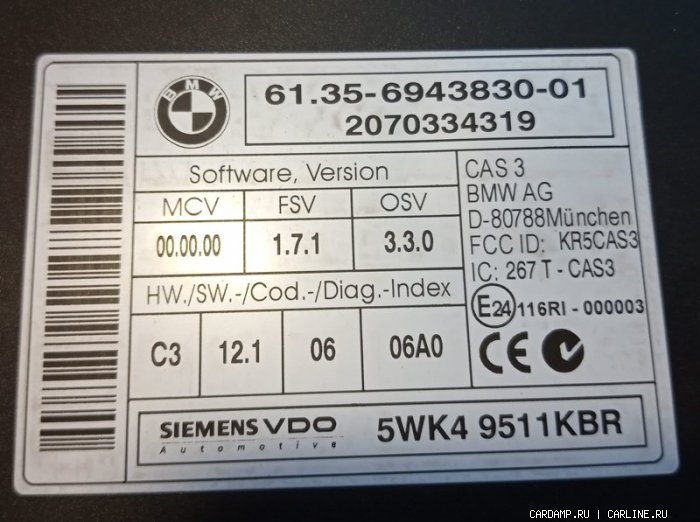 BMW
61.35-6943830-01
2070334319
Software, Version
MCV FSV OSV
00.00.00 1.7.1 3.3.0
HW./SW.-/Cod.-/Diag.-Index
C3 12.1 06 06A0
CAS 3
BMW AG
D-80788München
FCC ID: KR5CAS3
IC: 267 T - CAS3
E24 116RI - 000003
CE
SIEMENS VDO
Automotive
5WK4 9511KBR
CARDAMP.RU | CARLINE.RU